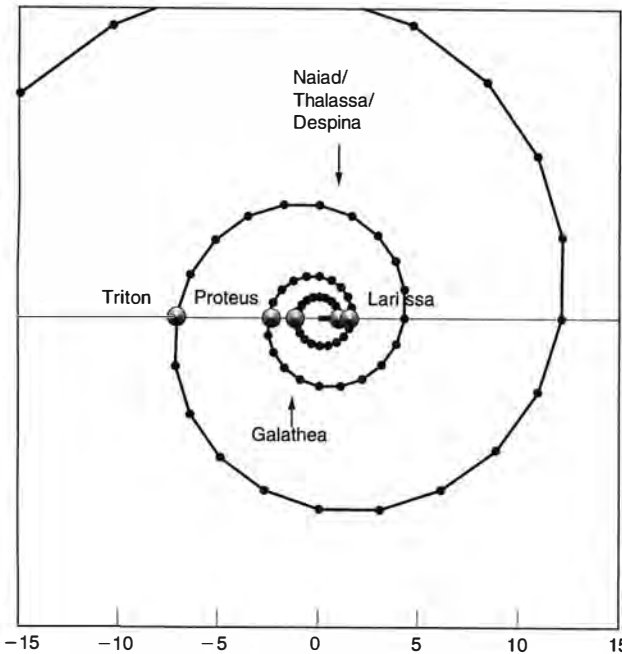 Naiad/
Thalassa/
Despina
Triton Proteus Larissa
Galathea
−15 −10 −5 0 5 10 15